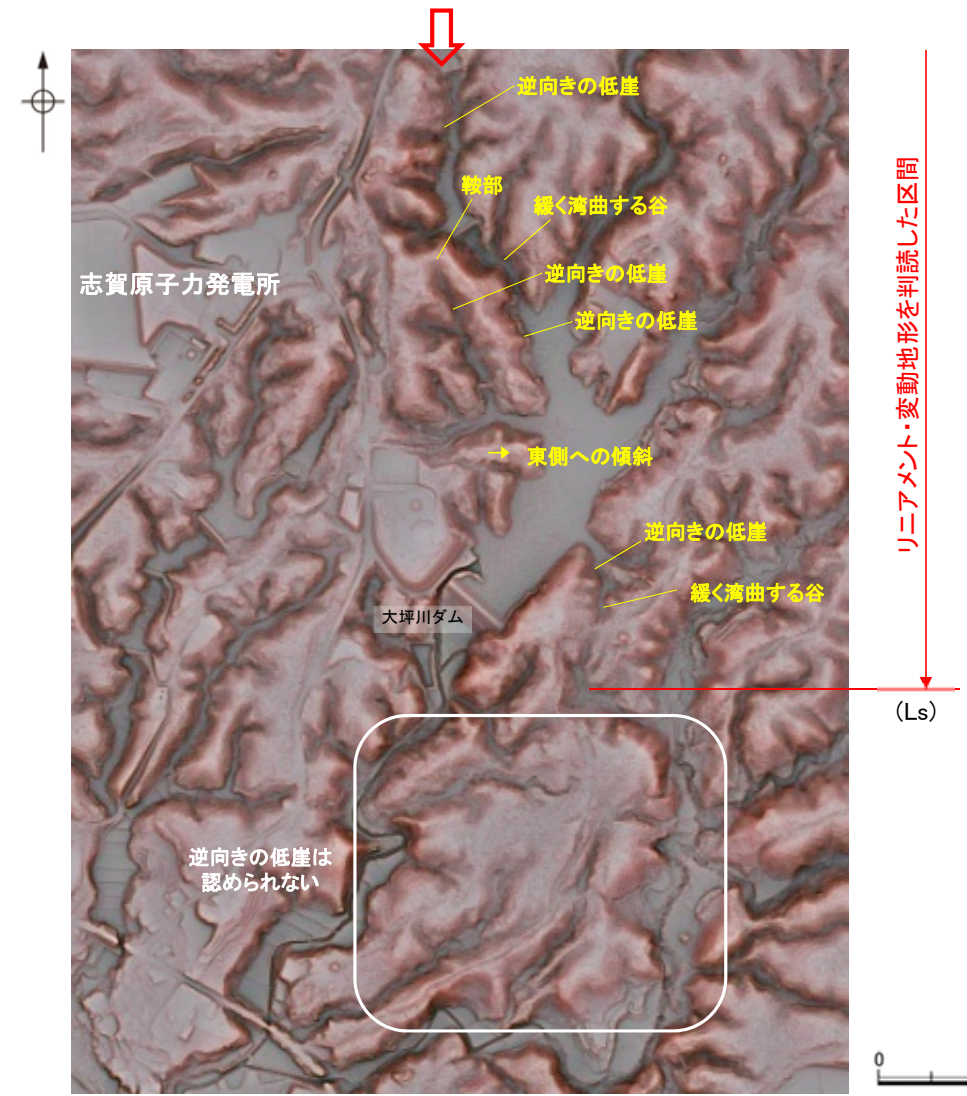 逆向きの低崖
鞍部
緩く湾曲する谷
志賀原子力発電所
逆向きの低崖
逆向きの低崖
リニアメント・変動地形を判読した区間
東側への傾斜
逆向きの低崖
緩く湾曲する谷
大坪川ダム
(Ls)
逆向きの低崖は
認められない
0